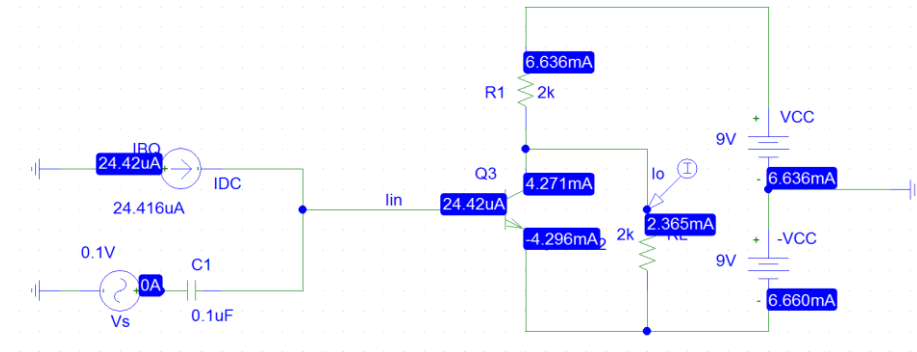 6.636mA
R1
2k
VCC
+
9V
-
6.636mA
IBQ
24.42uA
+
-
IDC
24.416uA
Q3
4.271mA
Io
I
Iin
24.42uA
2.365mA
-4.296mA
2
2k
RL
+
-VCC
9V
-
6.660mA
0.1V
0A
-
+
C1
Vs
0.1uF